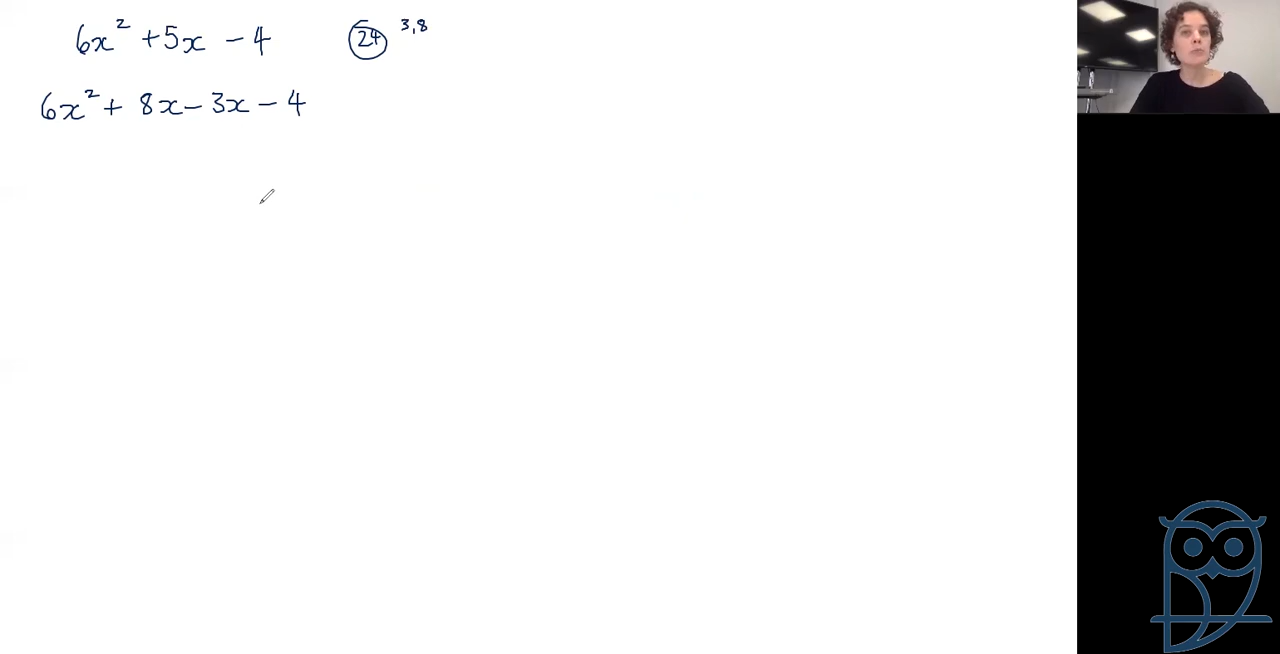 6x² + 5x - 4 24 3,8
6x² + 8x - 3x - 4